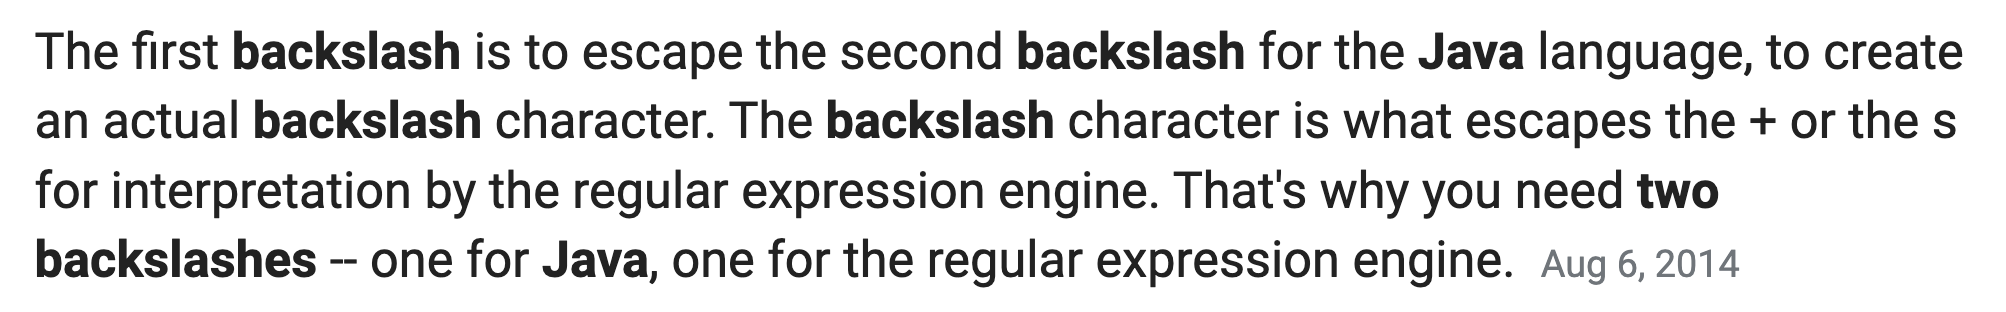 The first backslash is to escape the second backslash for the Java language, to create
an actual backslash character. The backslash character is what escapes the + or the s
for interpretation by the regular expression engine. That's why you need two
backslashes -- one for Java, one for the regular expression engine. Aug 6, 2014